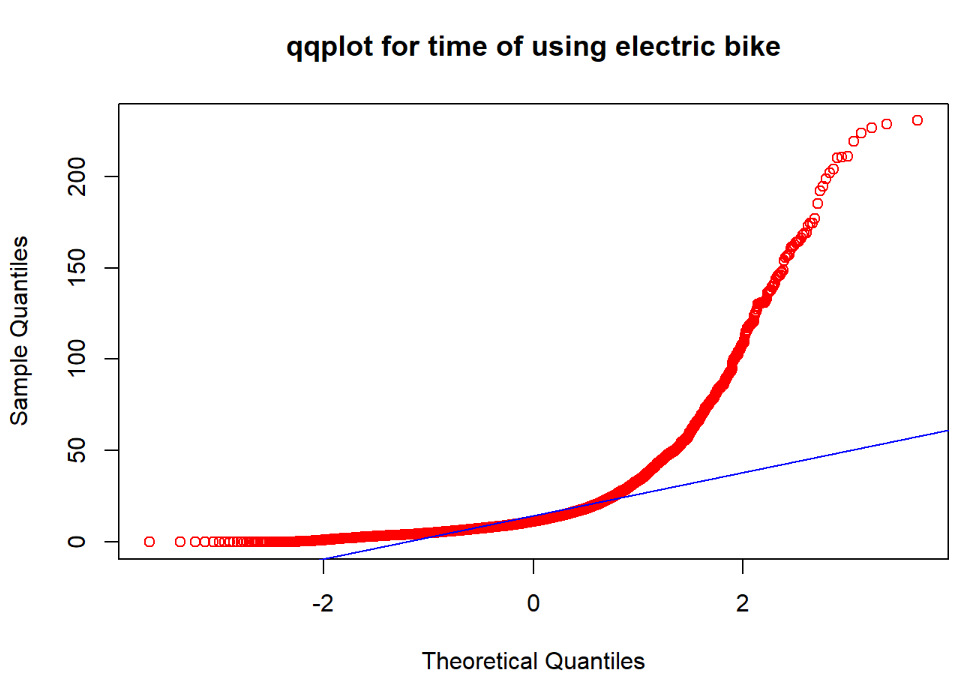 qqplot for time of using electric bike
Sample Quantiles
200
150
100
50
0
-2 0 2
Theoretical Quantiles